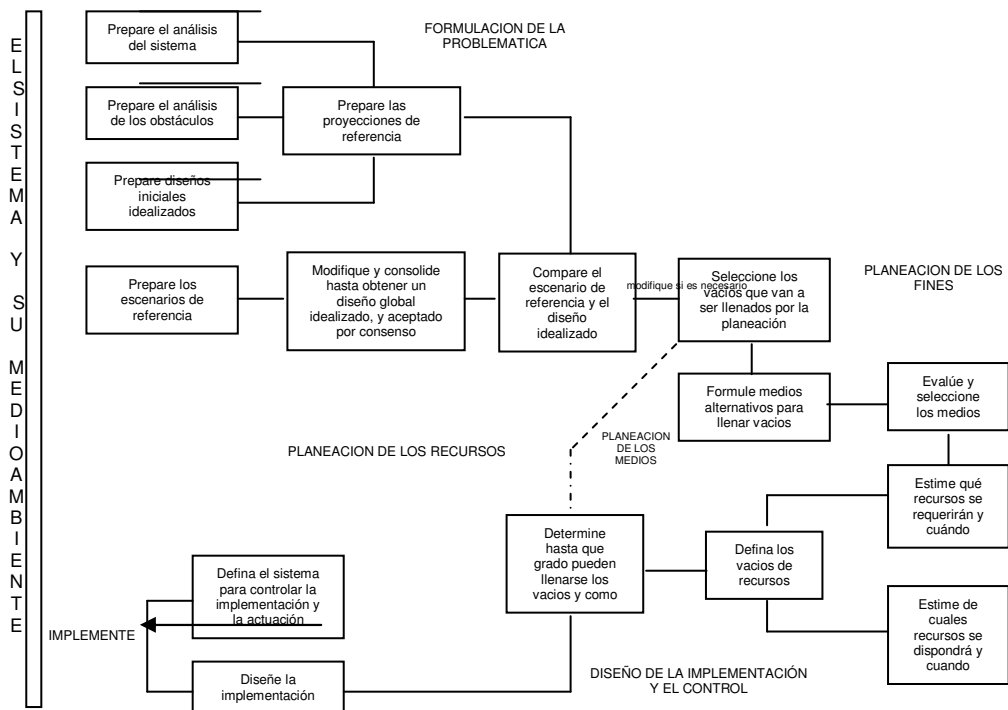 ELSISTEMA Y SU MEDIOAMBIENTE
Prepare el análisis
del sistema
FORMULACION DE LA
PROBLEMATICA
Prepare el análisis
de los obstáculos
Prepare las
proyecciones de
referencia
Prepare diseños
iniciales
idealizados
Prepare los
escenarios de
referencia
Modifique y consolide
hasta obtener un
diseño global
idealizado, y aceptado
por consenso
Compare el
escenario de
referencia y el
diseño
idealizado
modifique si es necesario
Seleccione los
vacios que van a
ser llenados por la
planeación
PLANEACION DE LOS
FINES
Formule medios
alternativos para
llenar vacios
Evalúe y
seleccione
los medios
PLANEACION DE LOS RECURSOS
PLANEACION
DE LOS
MEDIOS
Estime qué
recursos se
requerirán y
cuándo
Determine
hasta que
grado pueden
llenarse los
vacios y como
Defina los
vacios de
recursos
Defina el sistema
para controlar la
implementación y
la actuación
IMPLEMENTE
Estime de
cuales
recursos se
dispondrá y
cuando
Diseñe la
implementación
DISEÑO DE LA IMPLEMENTACIÓN
Y EL CONTROL